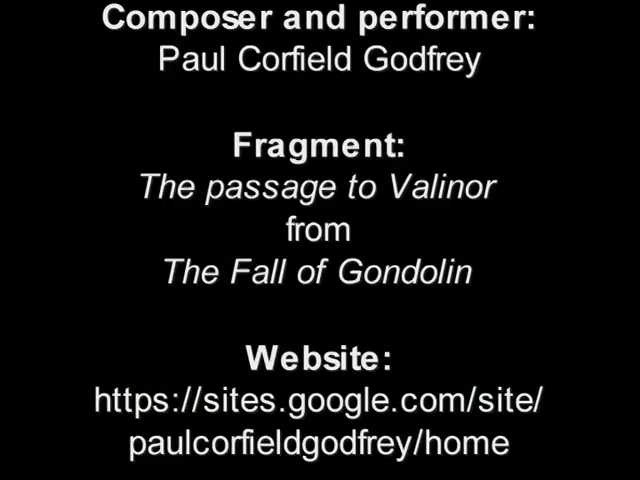 Composer and performer:
Paul Corfield Godfrey
Fragment:
The passage to Valinor
from
The Fall of Gondolin
Website:
https://sites.google.com/site/
paulcorfieldgodfrey/home